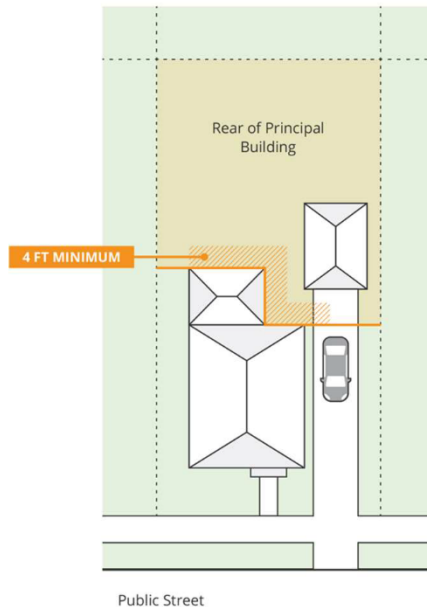 Rear of Principal
Building
4 FT MINIMUM
Public Street